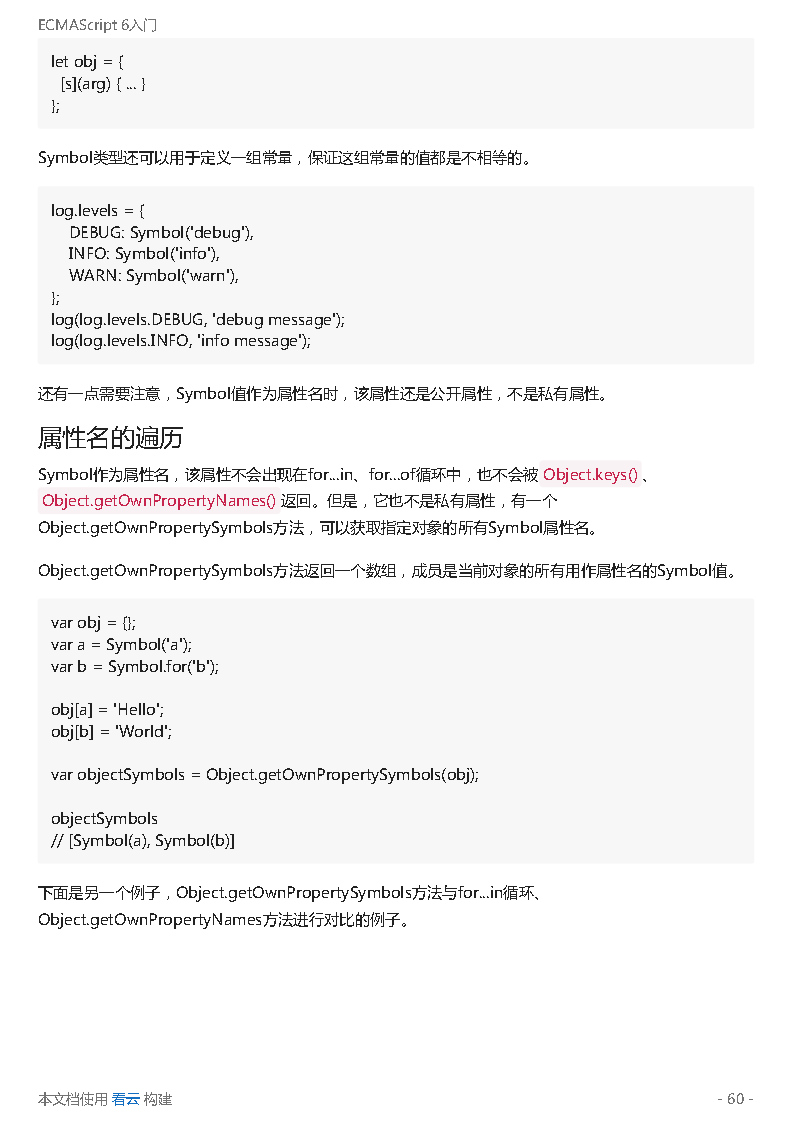 ECMAScript 6入门
let obj = {
  [s](arg) { ... }
};
Symbol类型还可以用于定义一组常量，保证这组常量的值都是不相等的。
log.levels = {
    DEBUG: Symbol('debug'),
    INFO: Symbol('info'),
    WARN: Symbol('warn'),
};
log(log.levels.DEBUG, 'debug message');
log(log.levels.INFO, 'info message');
还有一点需要注意，Symbol值作为属性名时，该属性还是公开属性，不是私有属性。
属性名的遍历
Symbol作为属性名，该属性不会出现在for...in、for...of循环中，也不会被 Object.keys() 、
Object.getOwnPropertyNames() 返回。但是，它也不是私有属性，有一个
Object.getOwnPropertySymbols方法，可以获取指定对象的所有Symbol属性名。
Object.getOwnPropertySymbols方法返回一个数组，成员是当前对象的所有用作属性名的Symbol值。
var obj = {};
var a = Symbol('a');
var b = Symbol.for('b');
obj[a] = 'Hello';
obj[b] = 'World';
var objectSymbols = Object.getOwnPropertySymbols(obj);
objectSymbols
// [Symbol(a), Symbol(b)]
下面是另一个例子，Object.getOwnPropertySymbols方法与for...in循环、
Object.getOwnPropertyNames方法进行对比的例子。
本文档使用 看云 构建
- 60 -